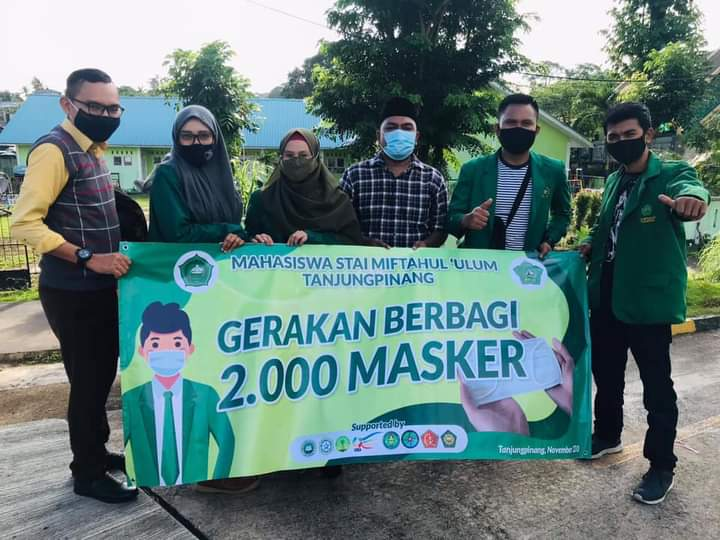 MAHASISWA STAI MIFTAHUL 'ULUM
TANJUNGPINANG
GERAKAN BERBAGI
2.000 MASKER
Supported by:
Tanjungpinang, November'20